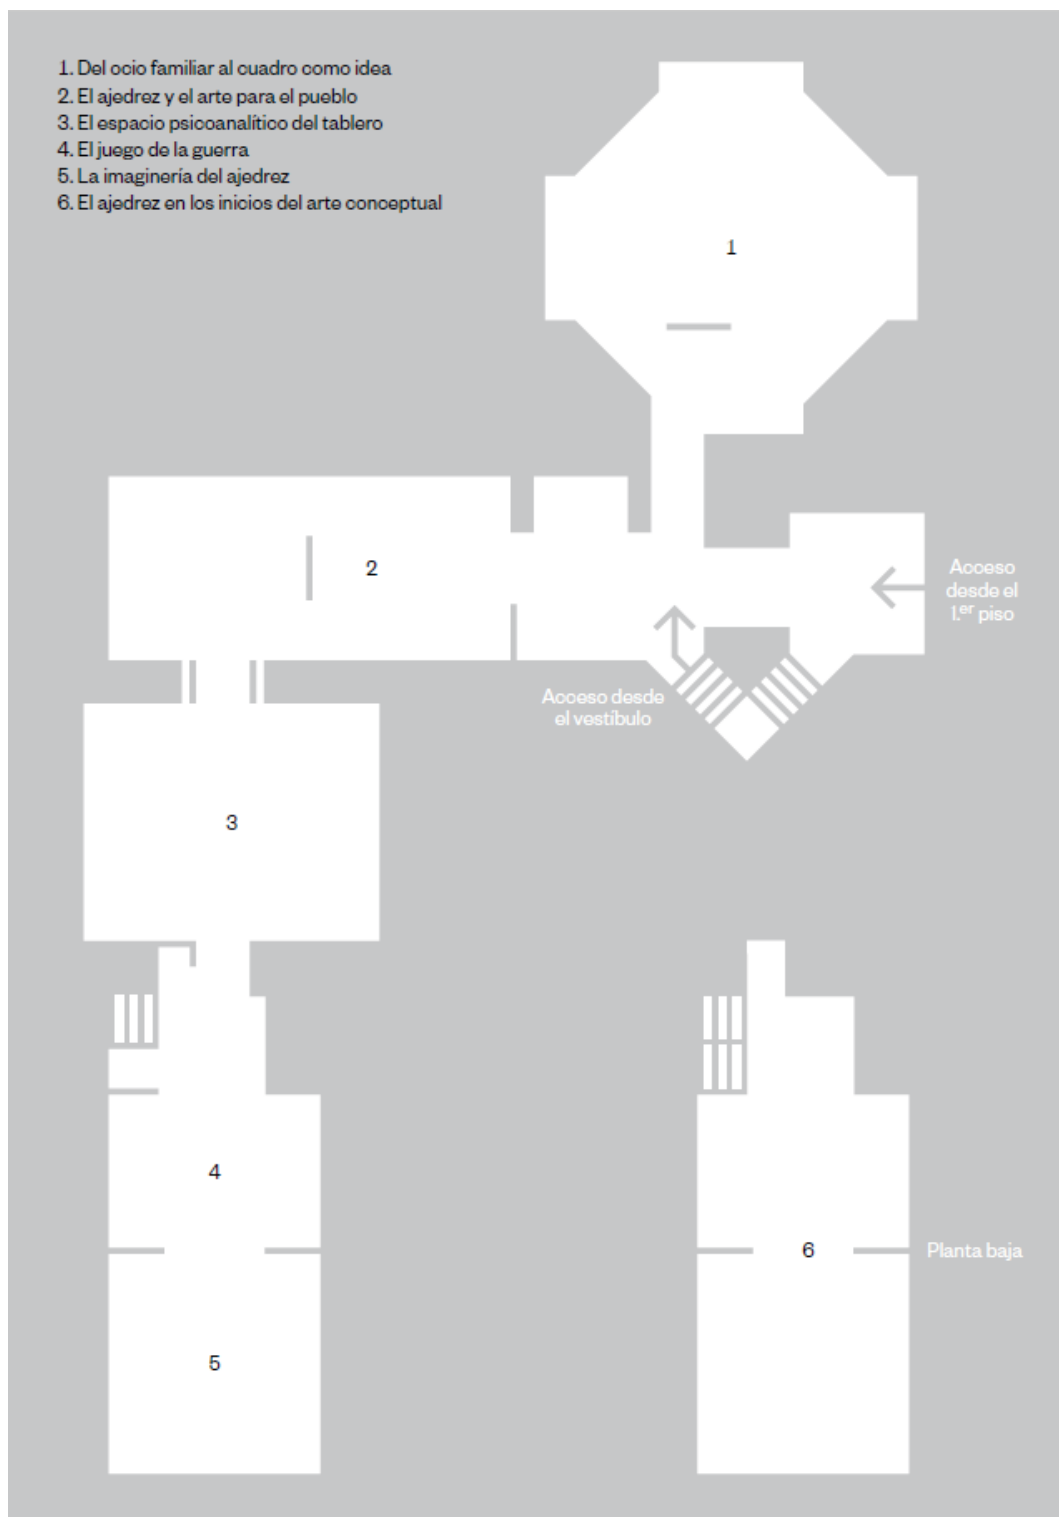 1. Del ocio familiar al cuadro como idea
2. El ajedrez y el arte para el pueblo
3. El espacio psicoanalítico del tablero
4. El juego de la guerra
5. La imaginería del ajedrez
6. El ajedrez en los inicios del arte conceptual
1
2
Acceso
desde el
1.er piso
Acceso desde
el vestíbulo
3
4
6
Planta baja
5